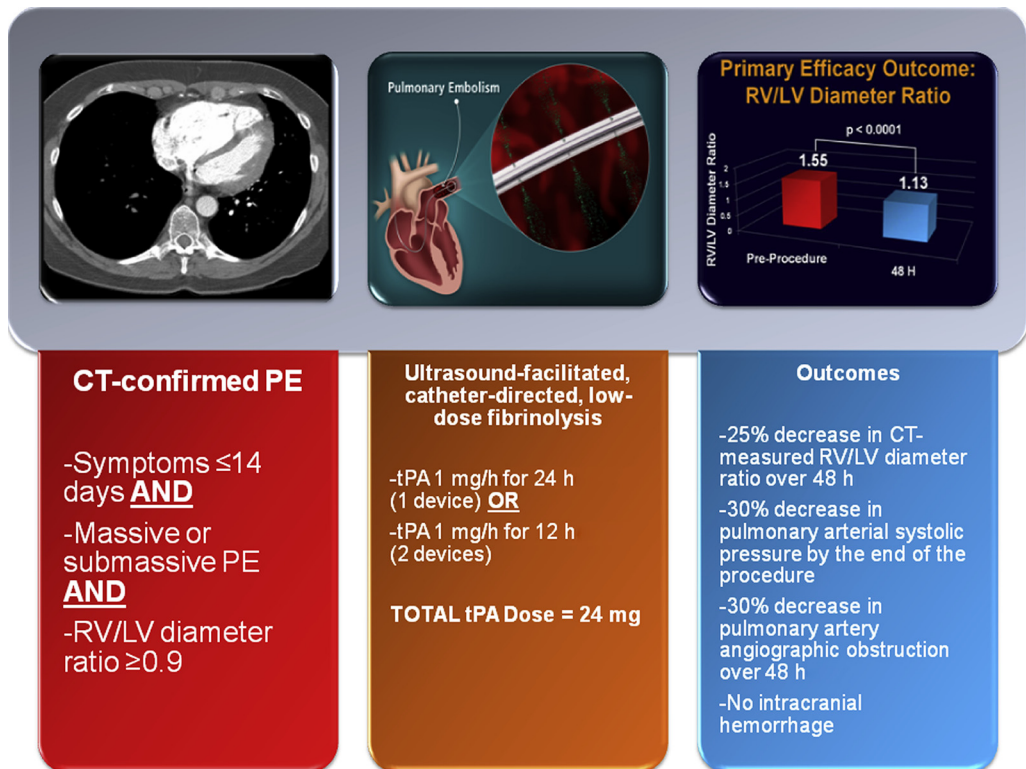 Pulmonary Embolism
Primary Efficacy Outcome:
RV/LV Diameter Ratio
p < 0.0001
1.55
1.13
RV/LV Diameter Ratio
2
1.5
1
0.5
0
Pre-Procedure
48 H
CT-confirmed PE
-Symptoms ≤14
days AND
-Massive or
submassive PE
AND
-RV/LV diameter
ratio ≥0.9
Ultrasound-facilitated,
catheter-directed, low-
dose fibrinolysis
-tPA 1 mg/h for 24 h
(1 device) OR
-tPA 1 mg/h for 12 h
(2 devices)
TOTAL tPA Dose = 24 mg
Outcomes
-25% decrease in CT-
measured RV/LV diameter
ratio over 48 h
-30% decrease in
pulmonary arterial systolic
pressure by the end of the
procedure
-30% decrease in
pulmonary artery
angiographic obstruction
over 48 h
-No intracranial
hemorrhage